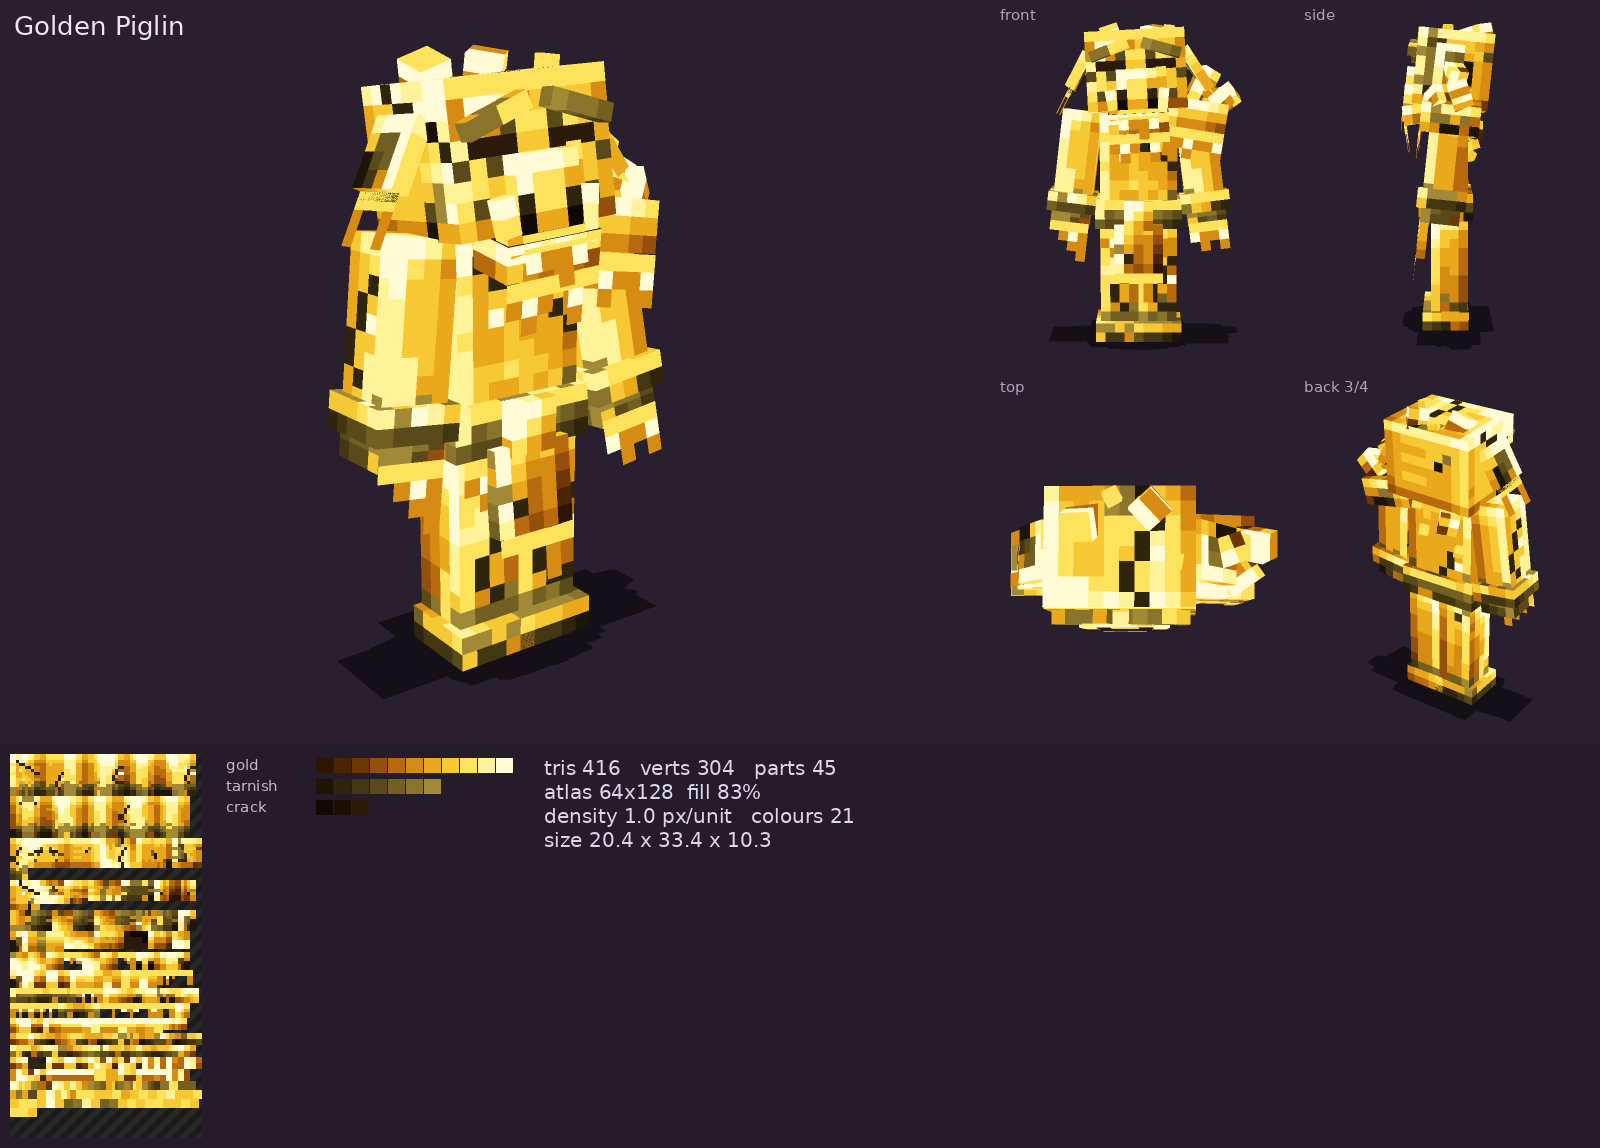 Golden Piglin
front
side
top
back 3/4
gold
tarnish
crack
tris 416 verts 304 parts 45
atlas 64x128 fill 83%
density 1.0 px/unit colours 21
size 20.4 x 33.4 x 10.3